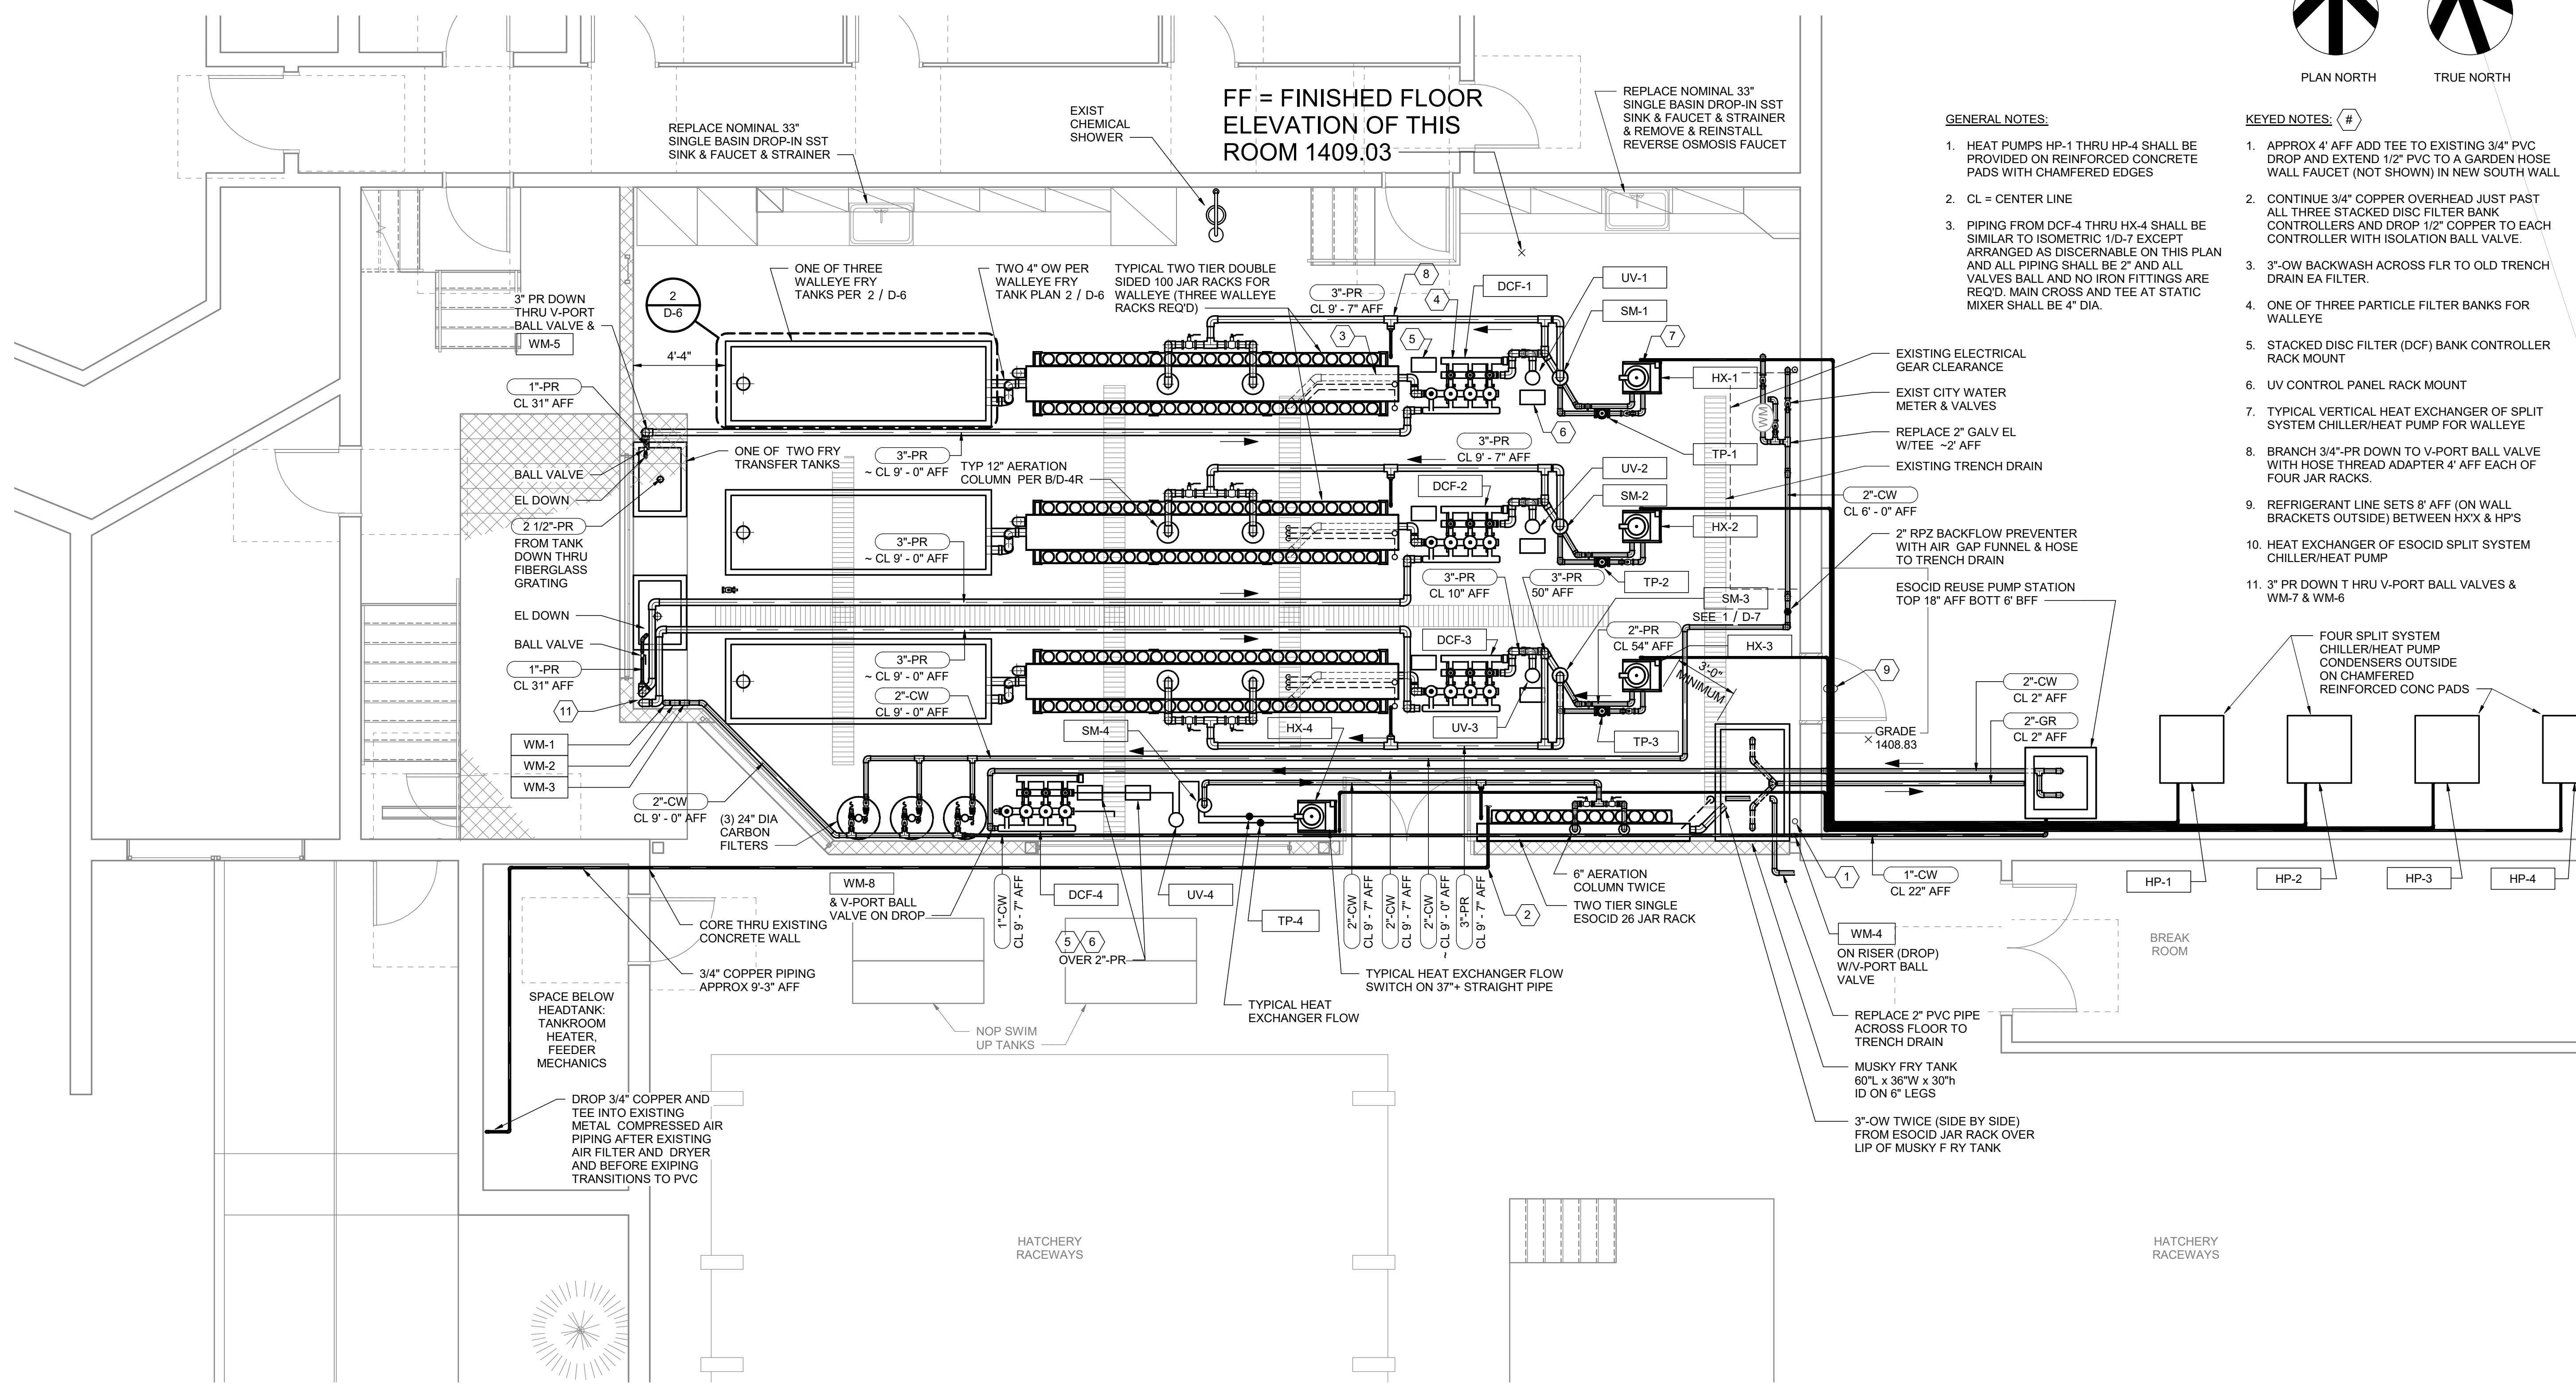 PLAN NORTH
TRUE NORTH
FF = FINISHED FLOOR
ELEVATION OF THIS
ROOM 1409.03
REPLACE NOMINAL 33"
SINGLE BASIN DROP-IN SST
SINK & FAUCET & STRAINER
EXIST
CHEMICAL
SHOWER
REPLACE NOMINAL 33"
SINGLE BASIN DROP-IN SST
SINK & FAUCET & STRAINER
& REMOVE & REINSTALL
REVERSE OSMOSIS FAUCET
GENERAL NOTES:
1. HEAT PUMPS HP-1 THRU HP-4 SHALL BE
PROVIDED ON REINFORCED CONCRETE
PADS WITH CHAMFERED EDGES
2. CL = CENTER LINE
3. PIPING FROM DCF-4 THRU HX-4 SHALL BE
SIMILAR TO ISOMETRIC 1/D-7 EXCEPT
ARRANGED AS DISCERNABLE ON THIS PLAN
AND ALL PIPING SHALL BE 2" AND ALL
VALVES BALL AND NO IRON FITTINGS ARE
REQ'D. MAIN CROSS AND TEE AT STATIC
MIXER SHALL BE 4" DIA.
KEYED NOTES: #
1. APPROX 4' AFF ADD TEE TO EXISTING 3/4" PVC
DROP AND EXTEND 1/2" PVC TO A GARDEN HOSE
WALL FAUCET (NOT SHOWN) IN NEW SOUTH WALL
2. CONTINUE 3/4" COPPER OVERHEAD JUST PAST
ALL THREE STACKED DISC FILTER BANK
CONTROLLERS AND DROP 1/2" COPPER TO EACH
CONTROLLER WITH ISOLATION BALL VALVE.
3. 3"-OW BACKWASH ACROSS FLR TO OLD TRENCH
DRAIN EA FILTER.
4. ONE OF THREE PARTICLE FILTER BANKS FOR
WALLEYE
5. STACKED DISC FILTER (DCF) BANK CONTROLLER
RACK MOUNT
6. UV CONTROL PANEL RACK MOUNT
7. TYPICAL VERTICAL HEAT EXCHANGER OF SPLIT
SYSTEM CHILLER/HEAT PUMP FOR WALLEYE
8. BRANCH 3/4"-PR DOWN TO V-PORT BALL VALVE
WITH HOSE THREAD ADAPTER 4' AFF EACH OF
FOUR JAR RACKS.
9. REFRIGERANT LINE SETS 8' AFF (ON WALL
BRACKETS OUTSIDE) BETWEEN HX'X & HP'S
10. HEAT EXCHANGER OF ESOCID SPLIT SYSTEM
CHILLER/HEAT PUMP
11. 3" PR DOWN T HRU V-PORT BALL VALVES &
WM-7 & WM-6
ONE OF THREE
WALLEYE FRY
TANKS PER 2 / D-6
TWO 4" OW PER
WALLEYE FRY
TANK PLAN 2 / D-6
TYPICAL TWO TIER DOUBLE
SIDED 100 JAR RACKS FOR
WALLEYE (THREE WALLEYE
RACKS REQ'D)
3"-PR
CL 9' - 7" AFF
8
4
DCF-1
UV-1
SM-1
3
5
7
6
HX-1
TP-1
2
D-6
3" PR DOWN
THRU V-PORT
BALL VALVE &
WM-5
4'-4"
1"-PR
CL 31" AFF
BALL VALVE
EL DOWN
2 1/2"-PR
FROM TANK
DOWN THRU
FIBERGLASS
GRATING
EL DOWN
BALL VALVE
1"-PR
CL 31" AFF
11
WM-1
WM-2
WM-3
ONE OF TWO FRY
TRANSFER TANKS
3"-PR
~ CL 9' - 0" AFF
TYP 12" AERATION
COLUMN PER B/D-4R
3"-PR
CL 9' - 7" AFF
UV-2
DCF-2
SM-2
HX-2
3"-PR
~ CL 9' - 0" AFF
3"-PR
CL 10" AFF
3"-PR
50" AFF
TP-2
SM-3
SEE 1 / D-7
WM
EXISTING ELECTRICAL
GEAR CLEARANCE
EXIST CITY WATER
METER & VALVES
REPLACE 2" GALV EL
W/TEE ~2' AFF
EXISTING TRENCH DRAIN
2"-CW
CL 6' - 0" AFF
2" RPZ BACKFLOW PREVENTER
WITH AIR GAP FUNNEL & HOSE
TO TRENCH DRAIN
ESOCID REUSE PUMP STATION
TOP 18" AFF BOTT 6' BFF
DCF-3
2"-PR
CL 54" AFF
HX-3
3"-PR
~ CL 9' - 0" AFF
2"-CW
CL 9' - 0" AFF
3'-0"
MINIMUM
9
SM-4
HX-4
UV-3
TP-3
GRADE
1408.83
2"-CW
CL 2" AFF
2"-GR
CL 2" AFF
FOUR SPLIT SYSTEM
CHILLER/HEAT PUMP
CONDENSERS OUTSIDE
ON CHAMFERED
REINFORCED CONC PADS
2"-CW
CL 9' - 0" AFF
(3) 24" DIA
CARBON
FILTERS
WM-8
& V-PORT BALL
VALVE ON DROP
1"-CW
CL 9' - 7" AFF
DCF-4
UV-4
TP-4
5
6
OVER 2"-PR
2"-CW
CL 9' - 7" AFF
2"-CW
CL 9' - 7" AFF
2"-CW
~ CL 9' - 0" AFF
3"-PR
CL 9' - 7" AFF
2
6" AERATION
COLUMN TWICE
TWO TIER SINGLE
ESOCID 26 JAR RACK
1
1"-CW
CL 22" AFF
HP-1
HP-2
HP-3
HP-4
CORE THRU EXISTING
CONCRETE WALL
3/4" COPPER PIPING
APPROX 9'-3" AFF
TYPICAL HEAT EXCHANGER FLOW
SWITCH ON 37"+ STRAIGHT PIPE
TYPICAL HEAT
EXCHANGER FLOW
WM-4
ON RISER (DROP)
W/V-PORT BALL
VALVE
BREAK
ROOM
SPACE BELOW
HEADTANK:
TANKROOM
HEATER,
FEEDER
MECHANICS
NOP SWIM
UP TANKS
REPLACE 2" PVC PIPE
ACROSS FLOOR TO
TRENCH DRAIN
MUSKY FRY TANK
60"L x 36"W x 30"h
ID ON 6" LEGS
3"-OW TWICE (SIDE BY SIDE)
FROM ESOCID JAR RACK OVER
LIP OF MUSKY F RY TANK
DROP 3/4" COPPER AND
TEE INTO EXISTING
METAL COMPRESSED AIR
PIPING AFTER EXISTING
AIR FILTER AND DRYER
AND BEFORE EXIPING
TRANSITIONS TO PVC
HATCHERY
RACEWAYS
HATCHERY
RACEWAYS